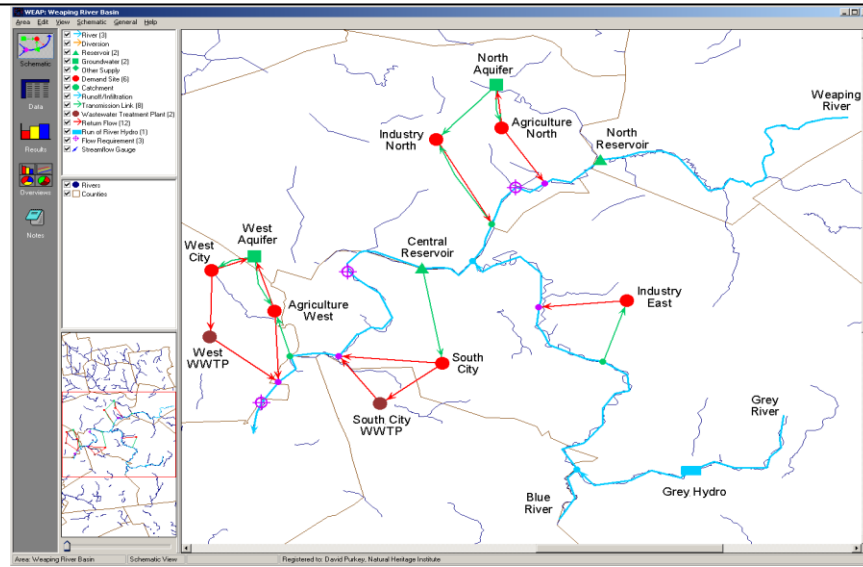 WEAP: Weaping River Basin
Area Edit View Schematic General Help
Schematic
Data
Results
Overviews
Notes
River (3)
Diversion
Reservoir (2)
Groundwater (2)
Other Supply
Demand Site (6)
Catchment
Runoff/Infiltration
Transmission Link (8)
Wastewater Treatment Plant (2)
Return Flow (12)
Run of River Hydro (1)
Flow Requirement (3)
Streamflow Gauge
Rivers
Counties
North
Aquifer
Weaping
River
Industry
North
Agriculture
North
North
Reservoir
West
City
West
Aquifer
Central
Reservoir
Industry
East
Agriculture
West
West
WWTP
South
City
South City
WWTP
Grey
River
Blue
River
Grey Hydro
Area: Weaping River Basin
Schematic View
Registered to: David Purkey, Natural Heritage Institute